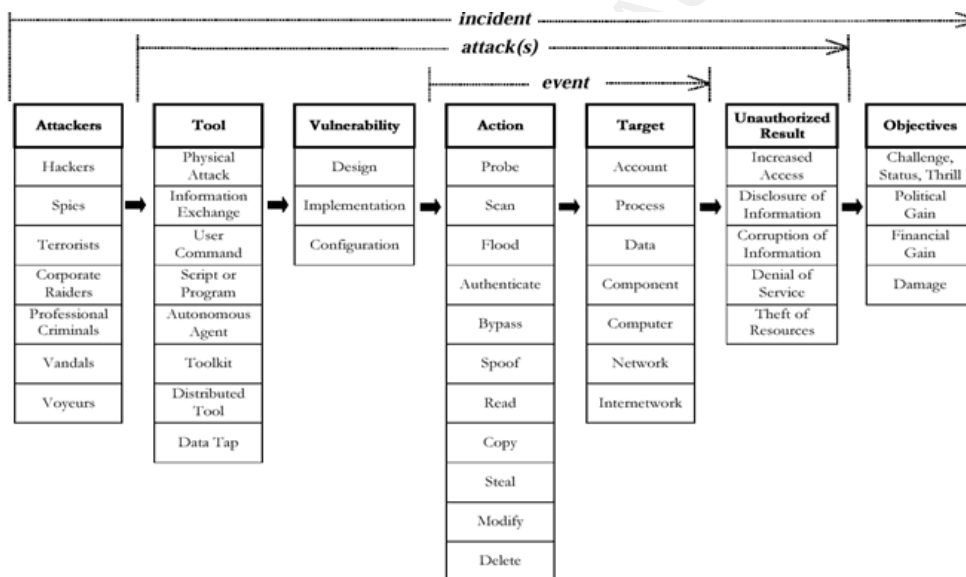 incident
attack(s)
event
Attackers
Hackers
Spies
Terrorists
Corporate
Raiders
Professional
Criminals
Vandals
Voyeurs
Tool
Physical
Attack
Information
Exchange
User
Command
Script or
Program
Autonomous
Agent
Toolkit
Distributed
Tool
Data Tap
Vulnerability
Design
Implementation
Configuration
Action
Probe
Scan
Flood
Authenticate
Bypass
Spoof
Read
Copy
Steal
Modify
Delete
Target
Account
Process
Data
Component
Computer
Network
Internetwork
Unauthorized
Result
Increased
Access
Disclosure of
Information
Corruption of
Information
Denial of
Service
Theft of
Resources
Objectives
Challenge,
Status, Thrill
Political
Gain
Financial
Gain
Damage